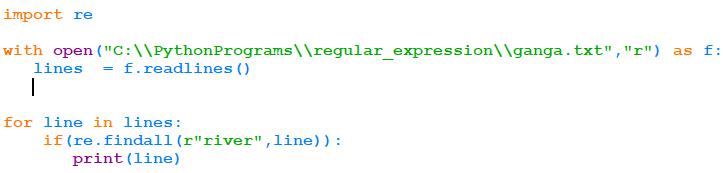 import re
with open("C:\\PythonPrograms\\regular_expression\\ganga.txt","r") as f:
lines  = f.readlines()
for line in lines:
if(re.findall(r"river",line)):
print(line)